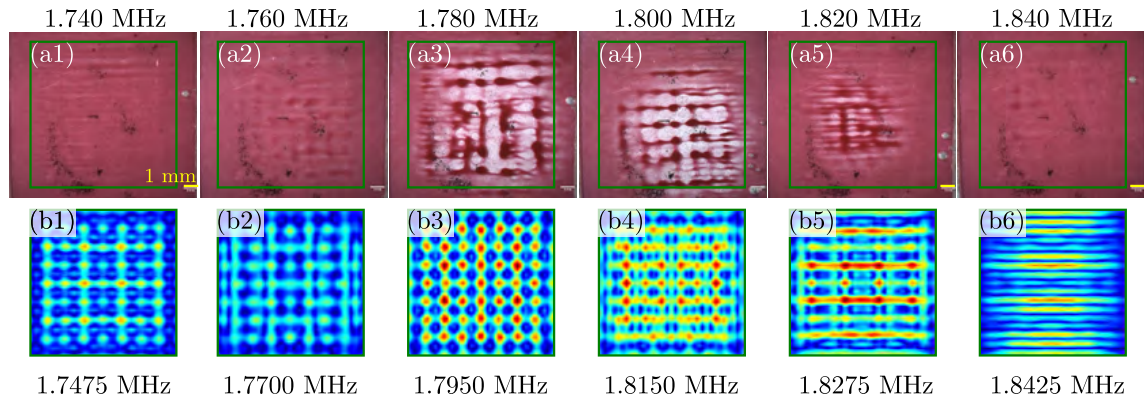 1.740 MHz 1.760 MHz 1.780 MHz 1.800 MHz 1.820 MHz 1.840 MHz
(a1) (a2) (a3) (a4) (a5) (a6)
1 mm
(b1) (b2) (b3) (b4) (b5) (b6)
1.7475 MHz 1.7700 MHz 1.7950 MHz 1.8150 MHz 1.8275 MHz 1.8425 MHz